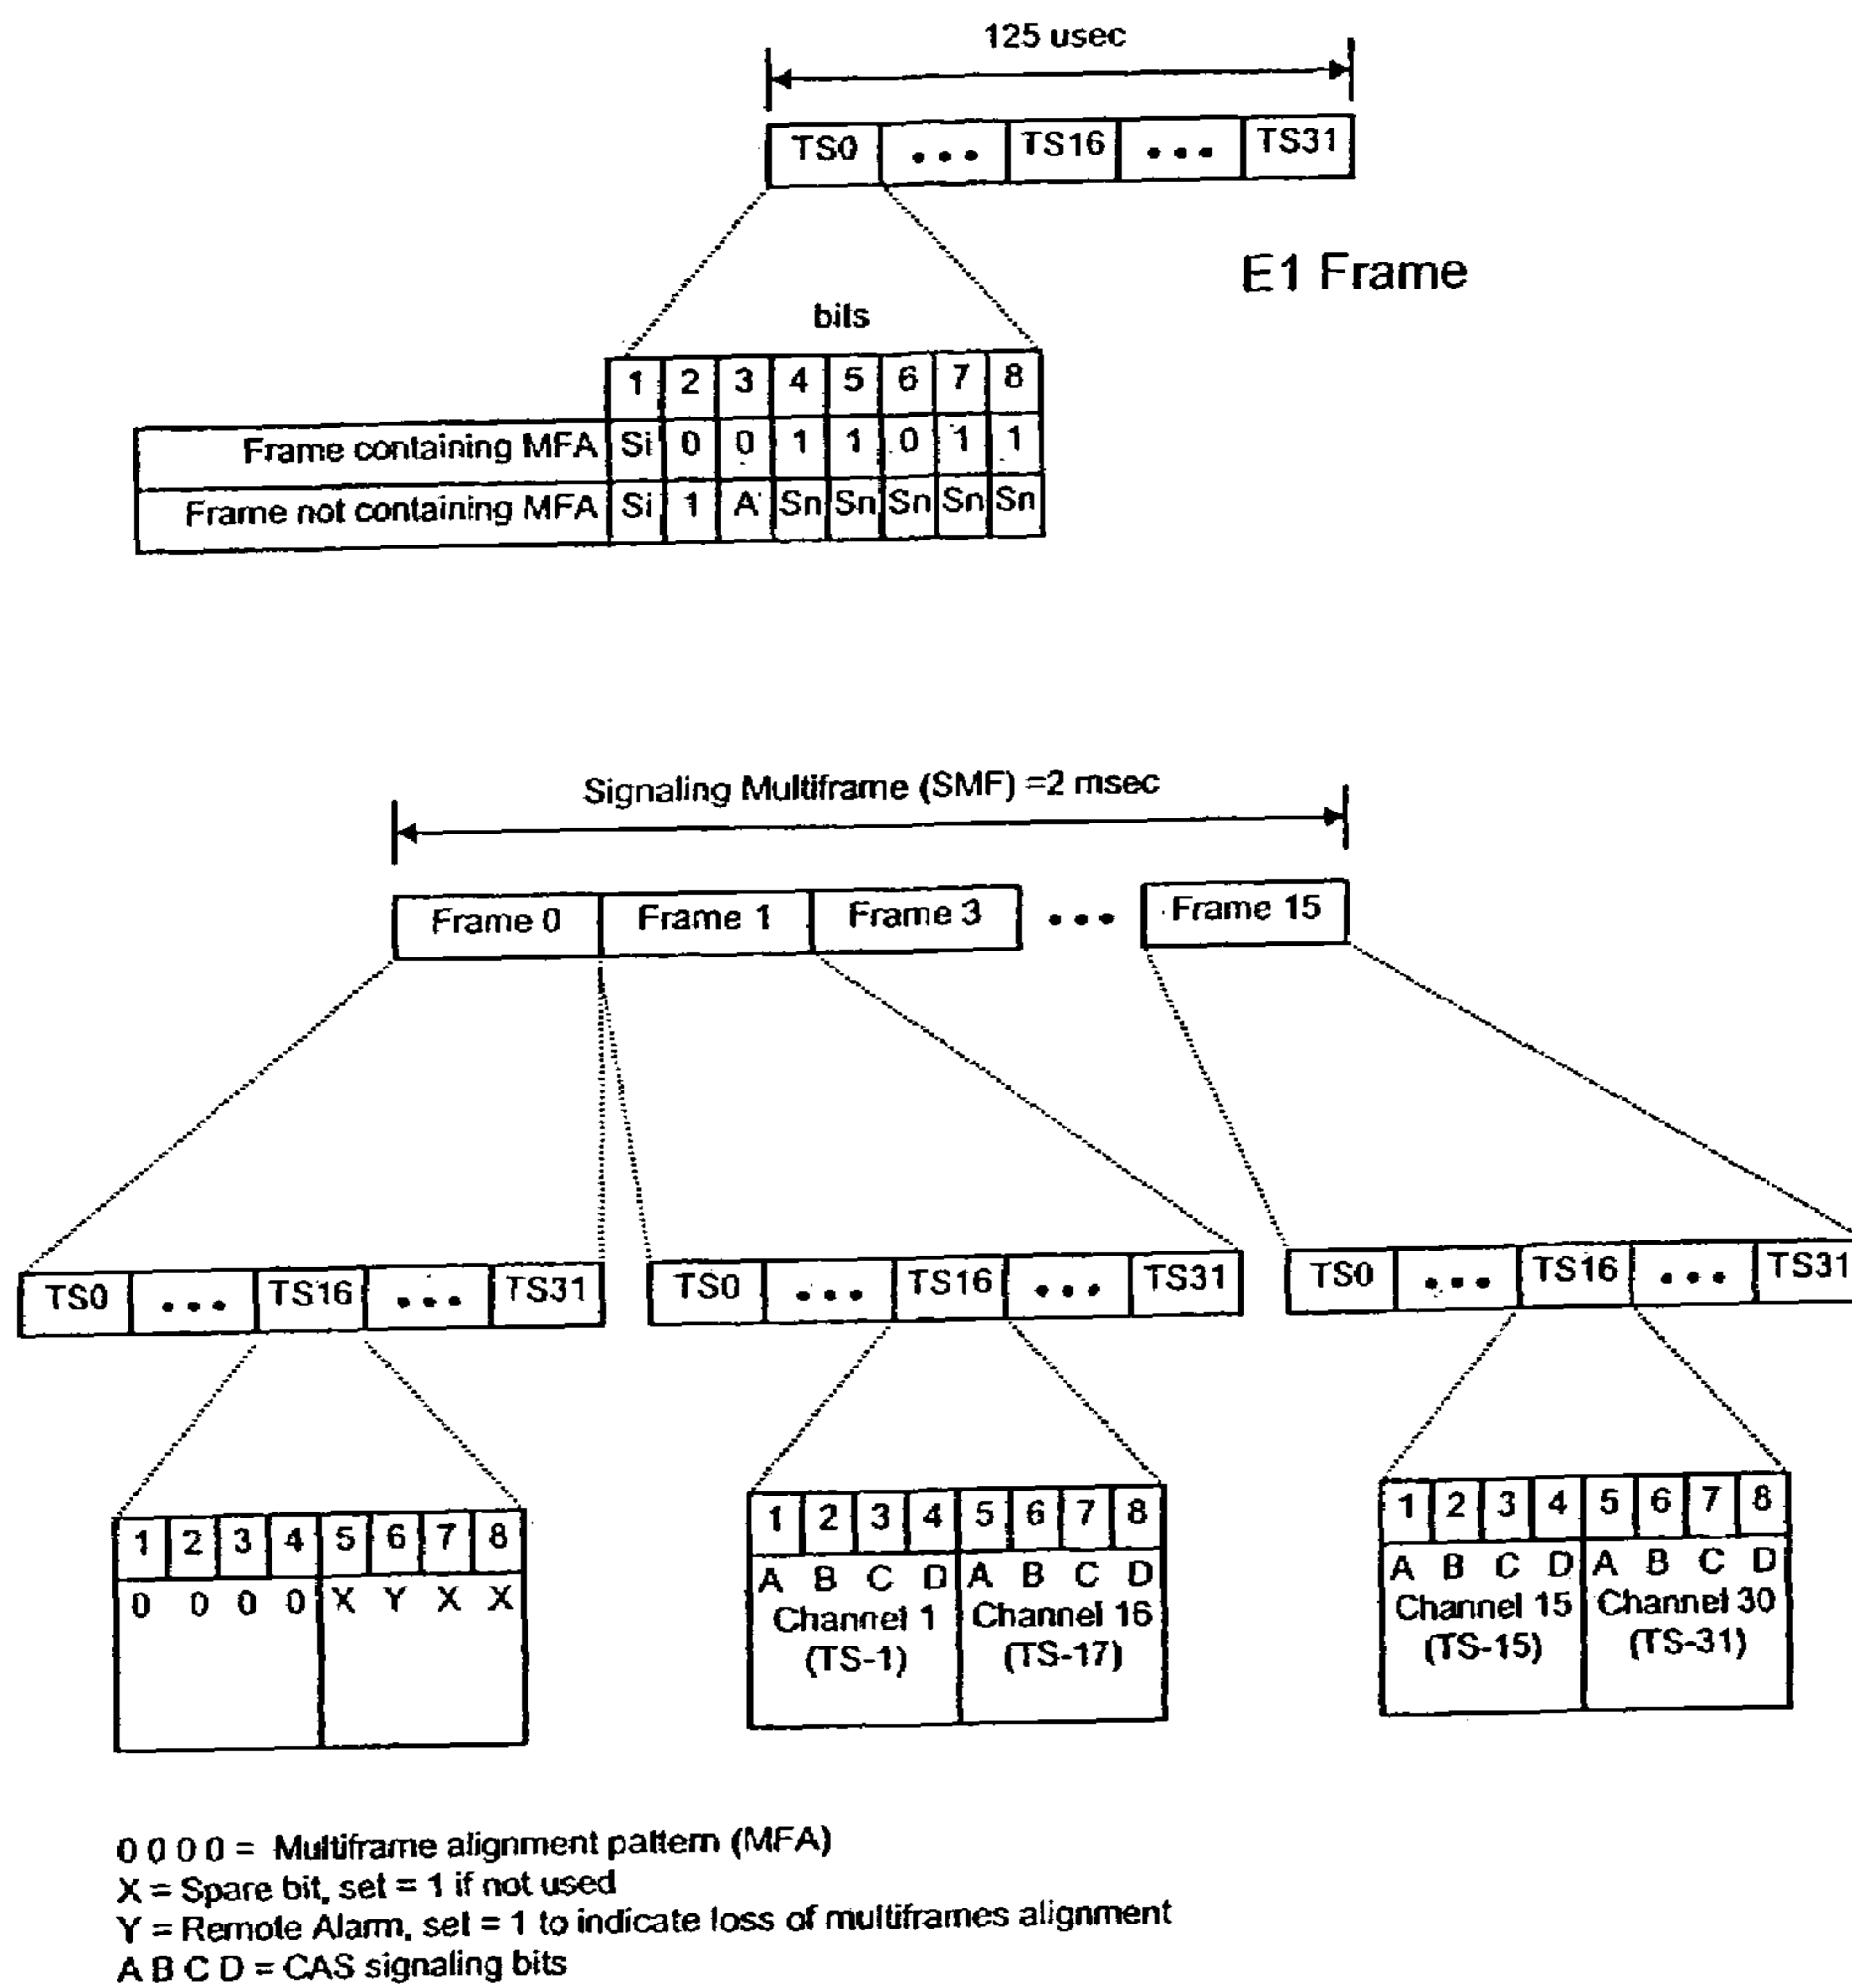 125 usec
TS0 ... TS16 ... TS31
E1 Frame
bits
1 2 3 4 5 6 7 8
Frame containing MFA Si 0 0 1 1 0 1 1
Frame not containing MFA Si 1 A Sn Sn Sn Sn Sn
Signaling Multiframe (SMF) =2 msec
Frame 0 Frame 1 Frame 3 ... Frame 15
TS0 ... TS16 ... TS31 TS0 ... TS16 ... TS31 TS0 ... TS16 ... TS31
1 2 3 4 5 6 7 8
0 0 0 0 X Y X X
1 2 3 4 5 6 7 8
A B C D A B C D
Channel 1 Channel 16
(TS-1) (TS-17)
1 2 3 4 5 6 7 8
A B C D A B C D
Channel 15 Channel 30
(TS-15) (TS-31)
0 0 0 0 = Multiframe alignment pattern (MFA)
X = Spare bit, set = 1 if not used
Y = Remote Alarm, set = 1 to indicate loss of multiframes alignment
A B C D = CAS signaling bits